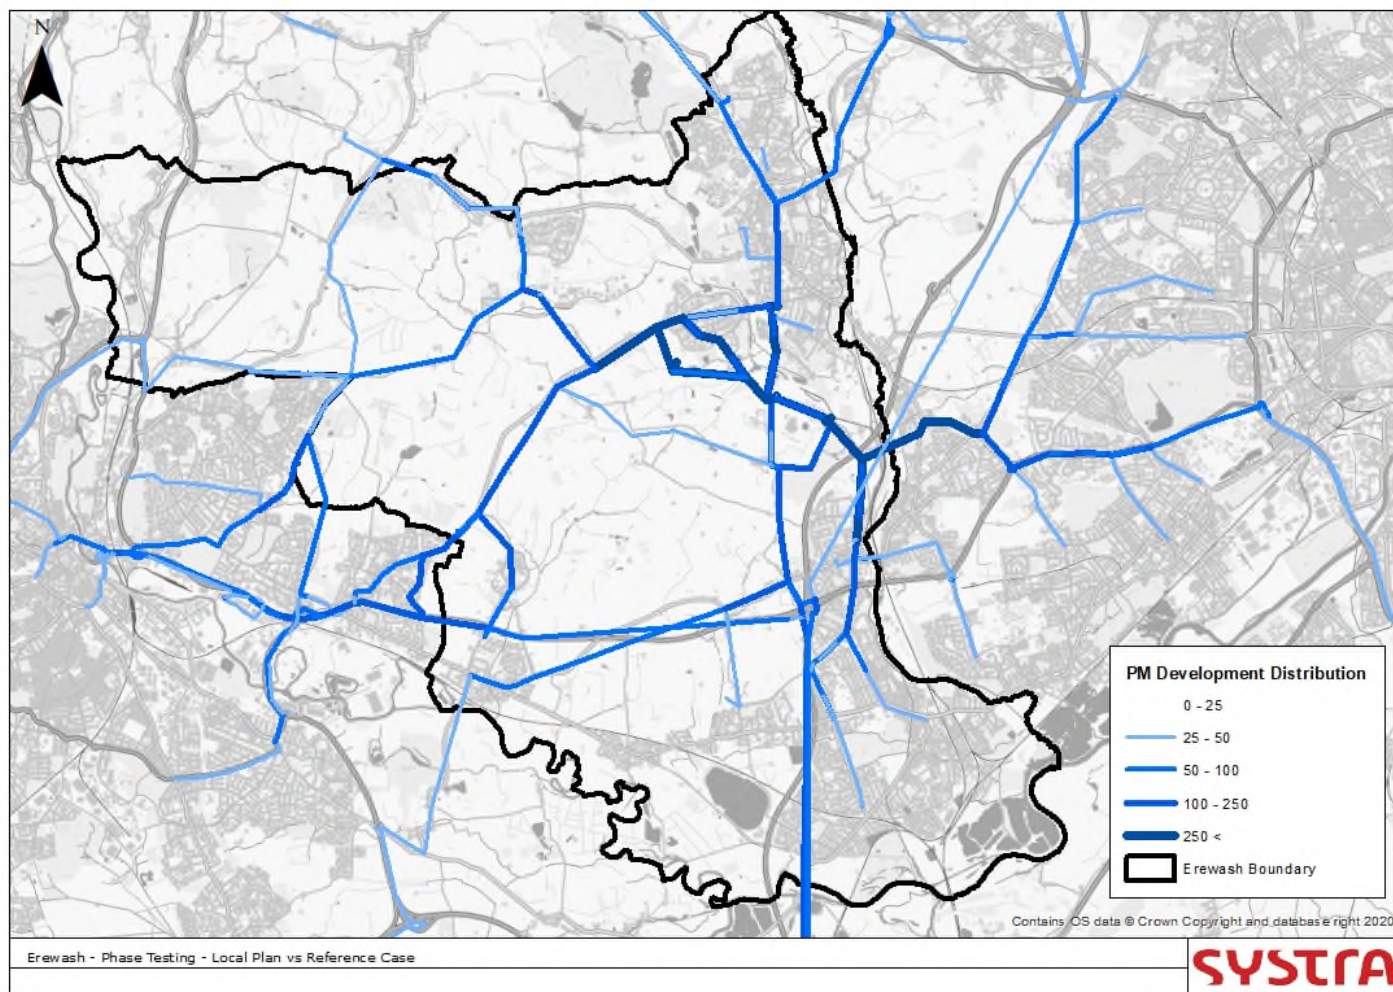 N
PM Development Distribution
0 - 25
25 - 50
50 - 100
100 - 250
250 <
Erewash Boundary
Contains OS data © Crown Copyright and database right 2020
Erewash - Phase Testing - Local Plan vs Reference Case
SYSTRA